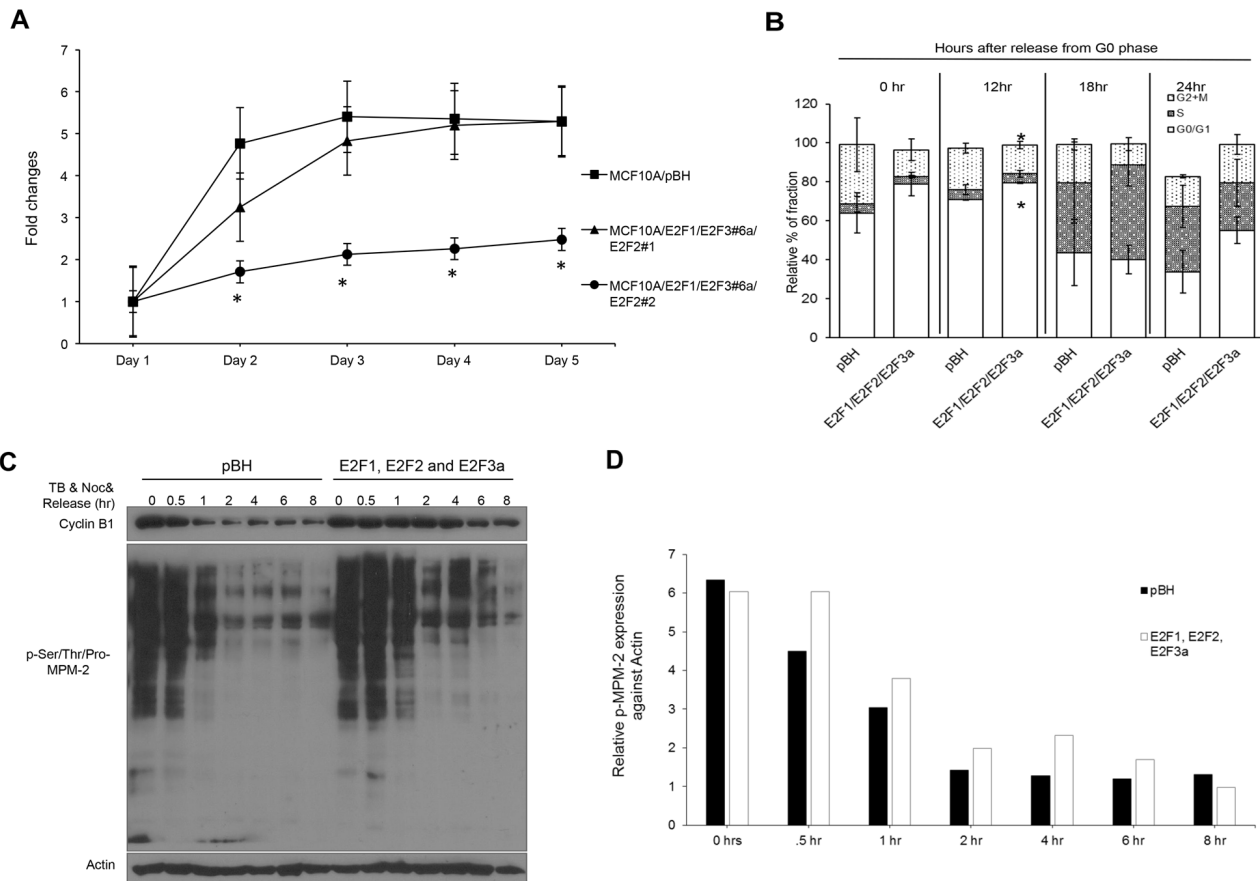 A
Fold changes
7
6
5
4
3
2
1
0
Day 1
Day 2
Day 3
Day 4
Day 5
*
*
*
*
MCF10A/pBH
MCF10A/E2F1/E2F3#6a/
E2F2#1
MCF10A/E1F1/E2F3#6a/
E2F2#2
B
Hours after release from G0 phase
0 hr
12hr
18hr
24hr
G2+M
S
G0/G1
Relative % of fraction
120
100
80
60
40
20
0
*
*
pBH
E2F1/E2F2/E2F3a
pBH
E2F1/E2F2/E2F3a
pBH
E2F1/E2F2/E2F3a
pBH
E2F1/E2F2/E2F3a
C
pBH
E2F1, E2F2 and E2F3a
TB & Noc&
Release (hr)
0 0.5 1 2 4 6 8 0 0.5 1 2 4 6 8
Cyclin B1
p-Ser/Thr/Pro-
MPM-2
Actin
D
Relative p-MPM-2 expression
against Actin
7
6
5
4
3
2
1
0
0 hrs
.5 hr
1 hr
2 hr
4 hr
6 hr
8 hr
pBH
E2F1, E2F2,
E2F3a